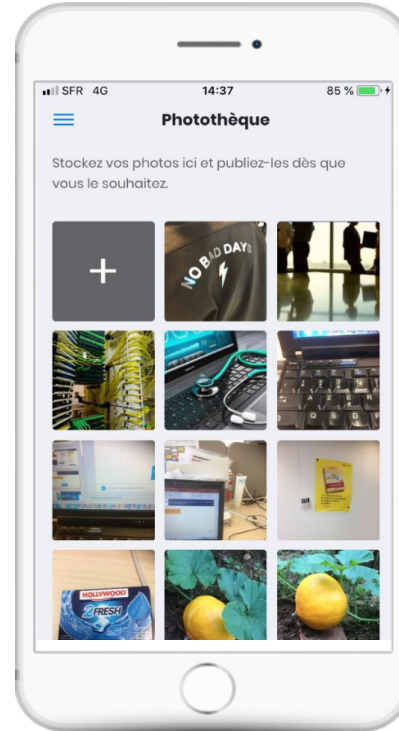 SFR 4G 14:37 85 %
Photothèque
Stockez vos photos ici et publiez-les dès que
vous le souhaitez.
+
NO BAD DAYS
HOLLYWOOD
2FRESH